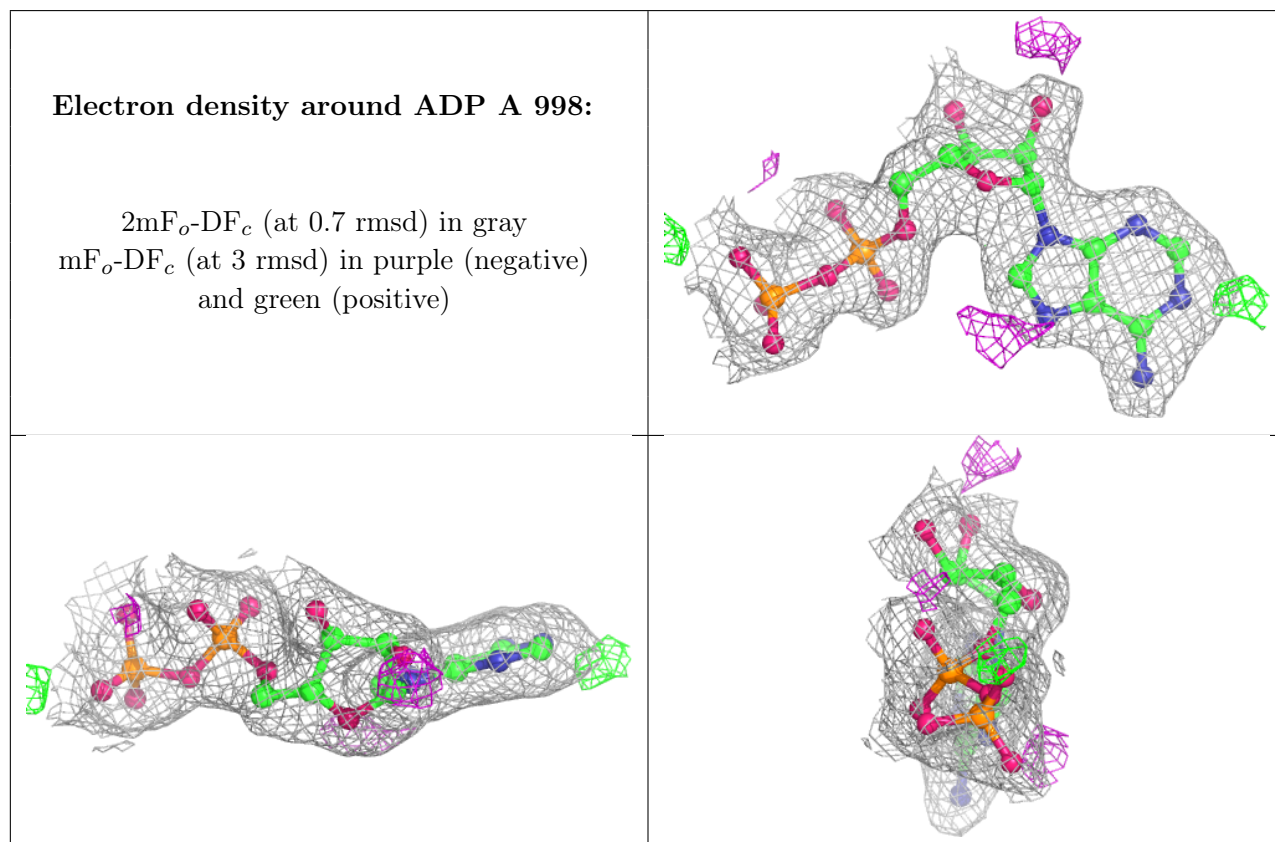 Electron density around ADP A 998:
2mFₒ-DF𝒸 (at 0.7 rmsd) in gray
mFₒ-DF𝒸 (at 3 rmsd) in purple (negative)
and green (positive)